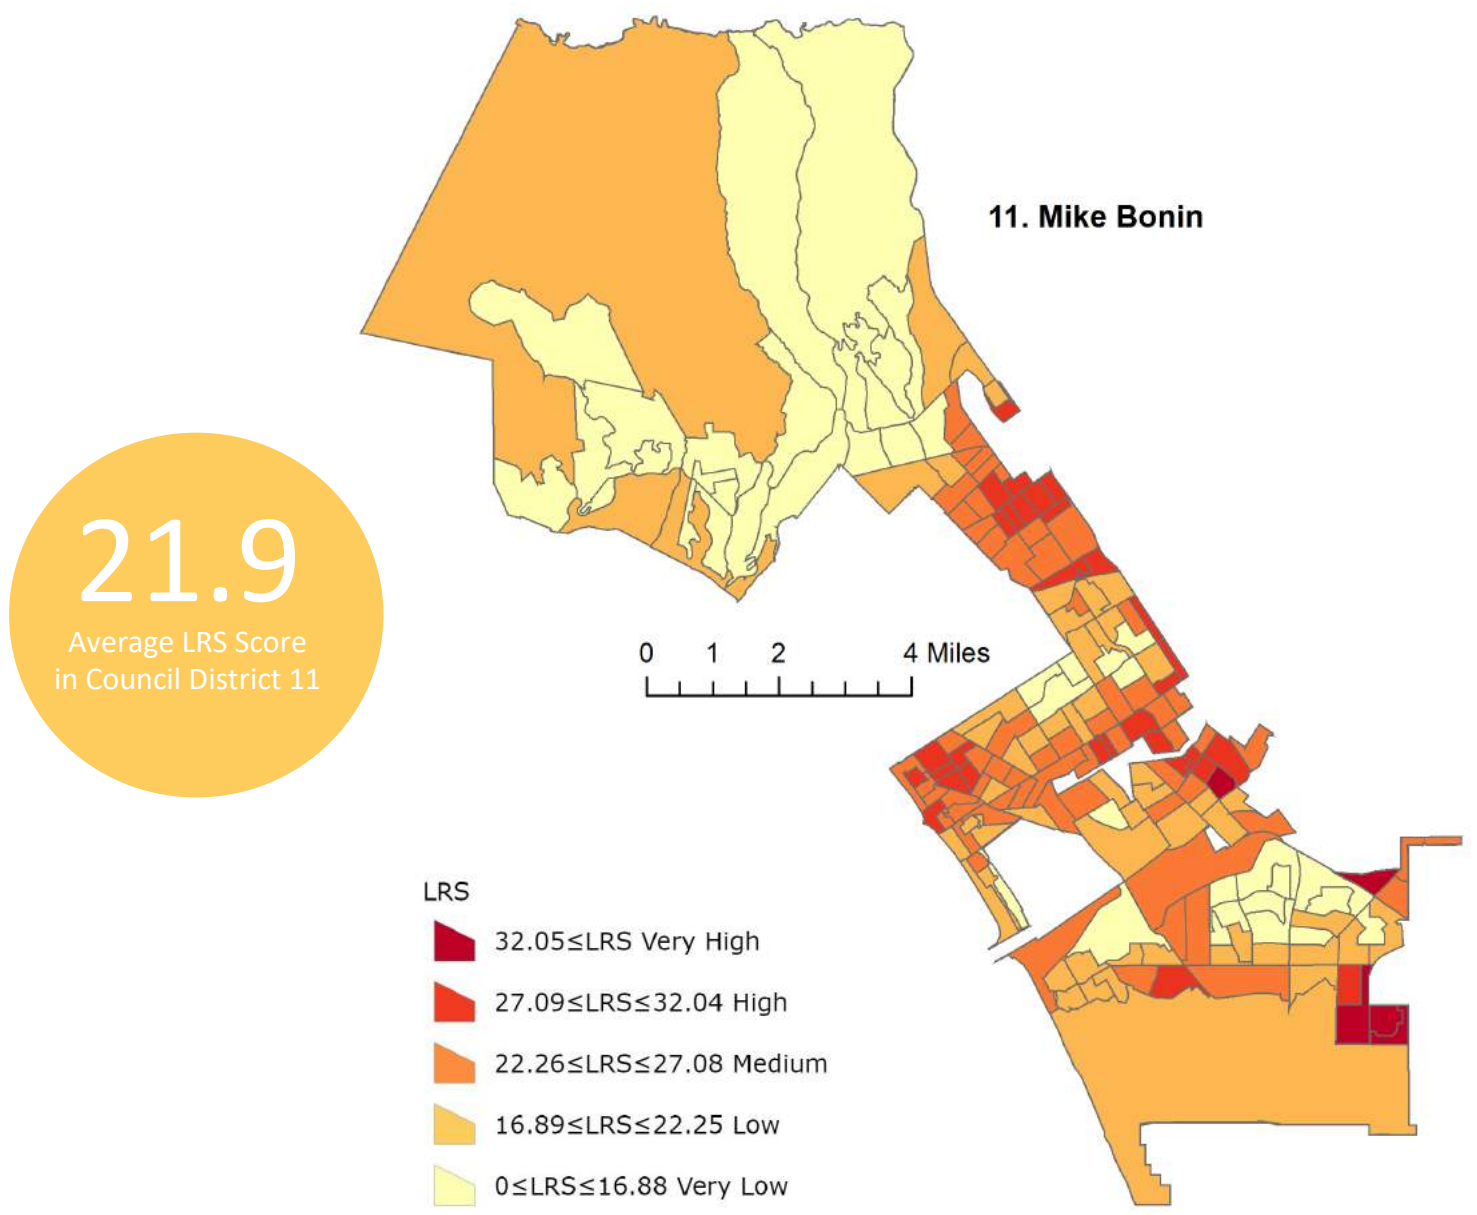 11. Mike Bonin
21.9
Average LRS Score
in Council District 11
0 1 2 4 Miles
LRS
32.05≤LRS Very High
27.09≤LRS≤32.04 High
22.26≤LRS≤27.08 Medium
16.89≤LRS≤22.25 Low
0≤LRS≤16.88 Very Low